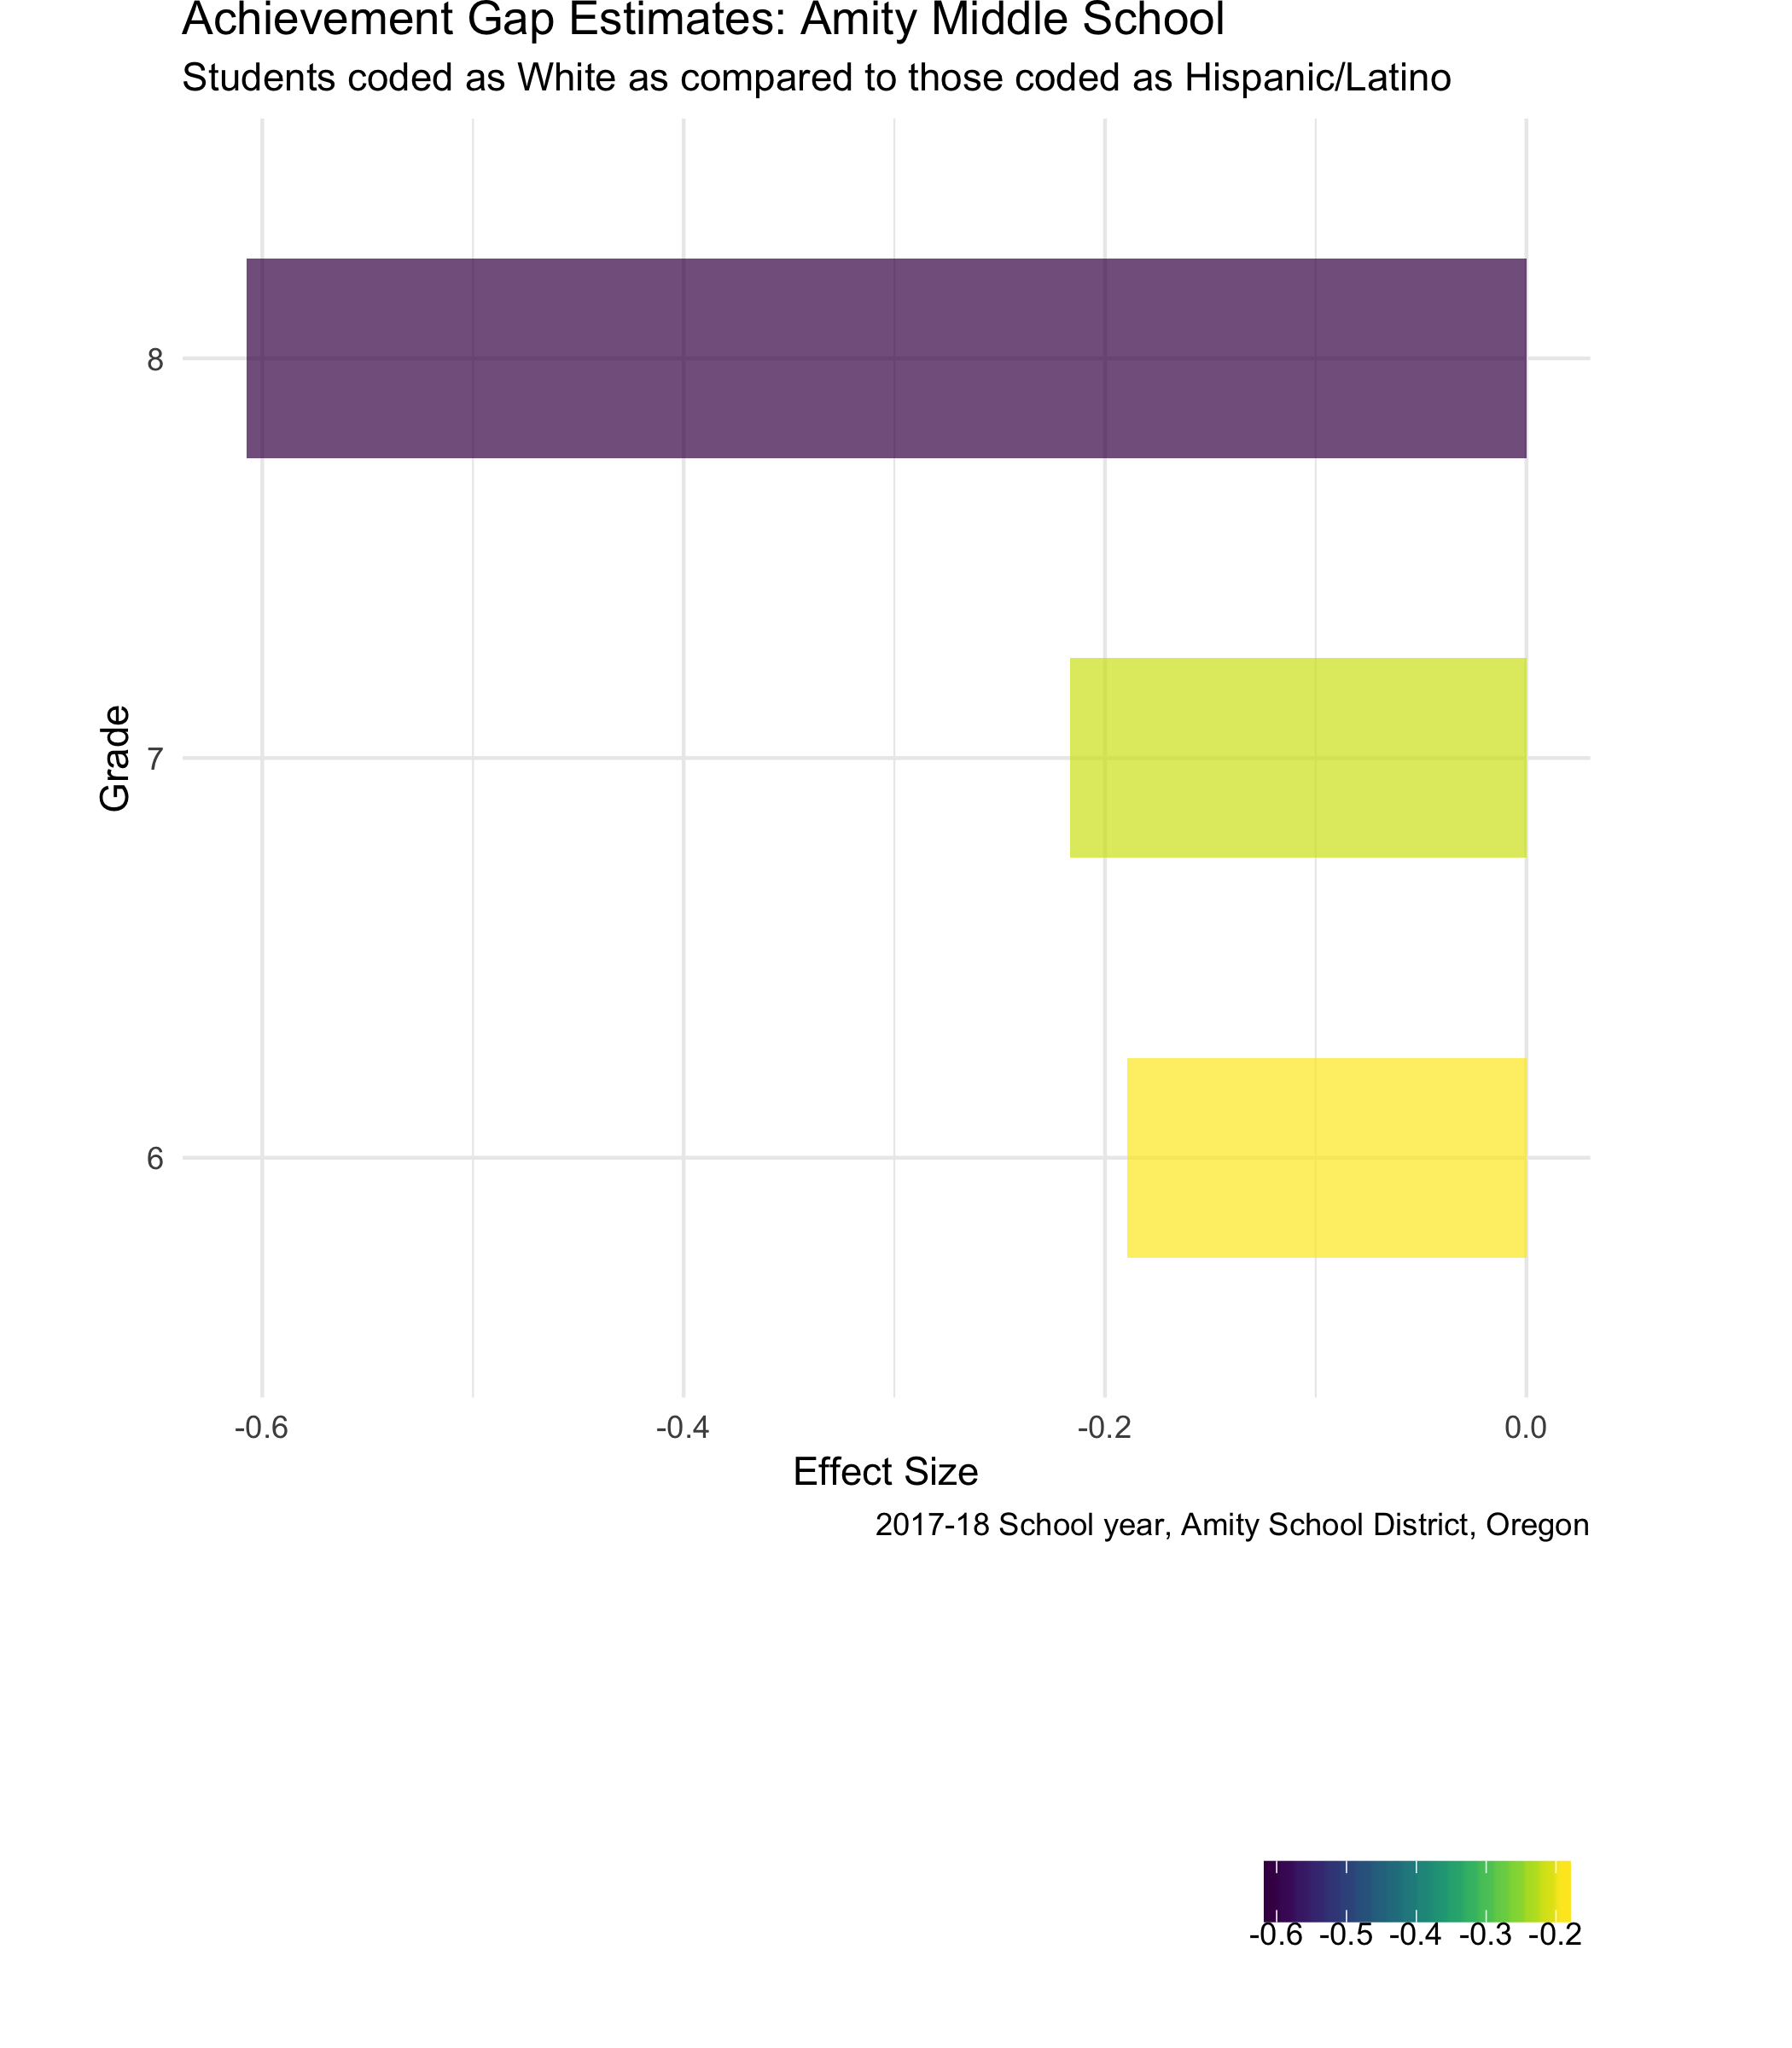 Achievement Gap Estimates: Amity Middle School
Students coded as White as compared to those coded as Hispanic/Latino
8
7
6
Grade
-0.6 -0.4 -0.2 0.0
Effect Size
2017-18 School year, Amity School District, Oregon
-0.6 -0.5 -0.4 -0.3 -0.2